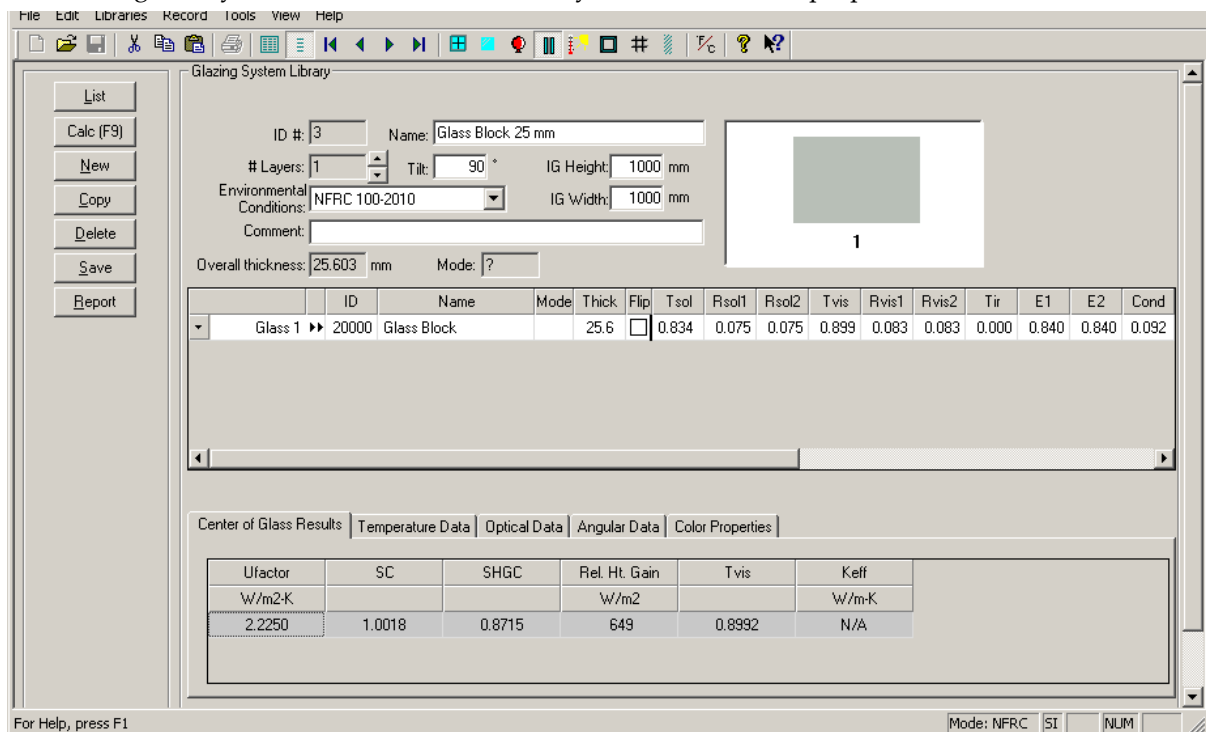 File Edit Libraries Record Tools View Help
Glazing System Library
List
Calc (F9)
New
Copy
Delete
Save
Report
ID #: 3 Name: Glass Block 25 mm
# Layers: 1 Tilt: 90 ° IG Height: 1000 mm
Environmental Conditions: NFRC 100-2010 IG Width: 1000 mm
Comment:
1
Overall thickness: 25.603 mm Mode: ?
ID Name Mode Thick Flip Tsol Rsol1 Rsol2 Tvis Rvis1 Rvis2 Tir E1 E2 Cond
Glass 1 20000 Glass Block 25.6 0.834 0.075 0.075 0.899 0.083 0.083 0.000 0.840 0.840 0.092
Center of Glass Results Temperature Data Optical Data Angular Data Color Properties
Ufactor SC SHGC Rel. Ht. Gain Tvis Keff
W/m2-K W/m2 W/m-K
2.2250 1.0018 0.8715 649 0.8992 N/A
For Help, press F1 Mode: NFRC SI NUM